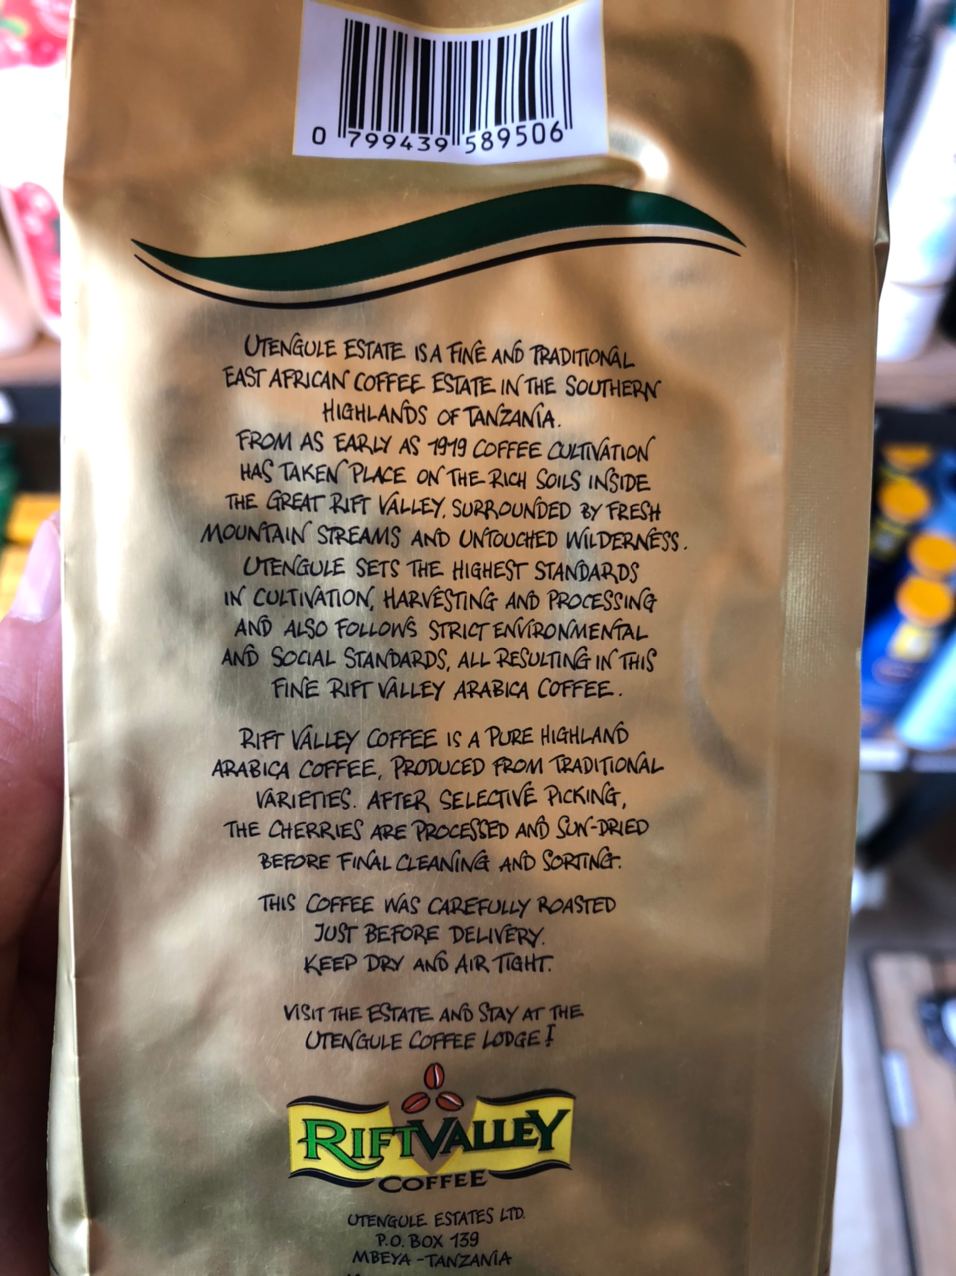 0 799439 589506
UTENGULE ESTATE IS A FINE AND TRADITIONAL
EAST AFRICAN COFFEE ESTATE IN THE SOUTHERN
HIGHLANDS OF TANZANIA.
FROM AS EARLY AS 1919 COFFEE CULTIVATION
HAS TAKEN PLACE ON THE RICH SOILS INSIDE
THE GREAT RIFT VALLEY, SURROUNDED BY FRESH
MOUNTAIN STREAMS AND UNTOUCHED WILDERNESS.
UTENGULE SETS THE HIGHEST STANDARDS
IN CULTIVATION, HARVESTING AND PROCESSING
AND ALSO FOLLOWS STRICT ENVIRONMENTAL
AND SOCIAL STANDARDS, ALL RESULTING IN THIS
FINE RIFT VALLEY ARABICA COFFEE.
RIFT VALLEY COFFEE IS A PURE HIGHLAND
ARABICA COFFEE, PRODUCED FROM TRADITIONAL
VARIETIES. AFTER SELECTIVE PICKING,
THE CHERRIES ARE PROCESSED AND SUN-DRIED
BEFORE FINAL CLEANING AND SORTING.
THIS COFFEE WAS CAREFULLY ROASTED
JUST BEFORE DELIVERY.
KEEP DRY AND AIR TIGHT.
VISIT THE ESTATE AND STAY AT THE
UTENGULE COFFEE LODGE!
RIFT VALLEY
COFFEE
UTENGULE ESTATES LTD.
P.O. BOX 139
MBEYA - TANZANIA